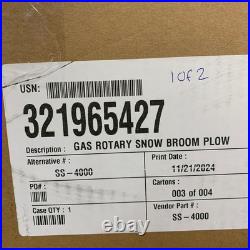 USN:
1 of 2
321965427
Description : GAS ROTARY SNOW BROOM PLOW
Alternative # :
SS-4000
Print Date :
11/21/2024
PO#:
Cartons :
003 of 004
Case QTY : 1
Vendor Part # :
SS-4000